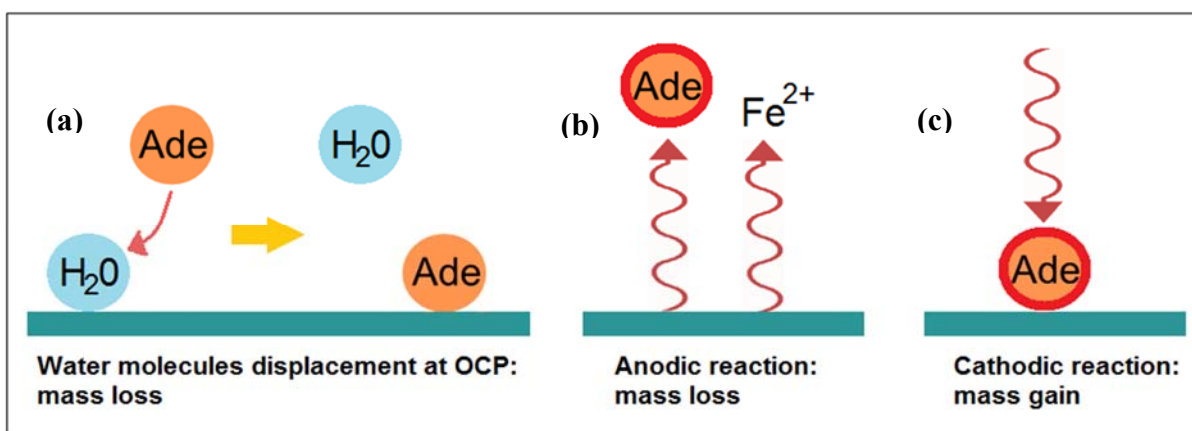 (a)
Ade
H₂0
H₂0
Ade
Water molecules displacement at OCP:
mass loss
(b)
Ade
Fe²⁺
Anodic reaction:
mass loss
(c)
Ade
Cathodic reaction:
mass gain